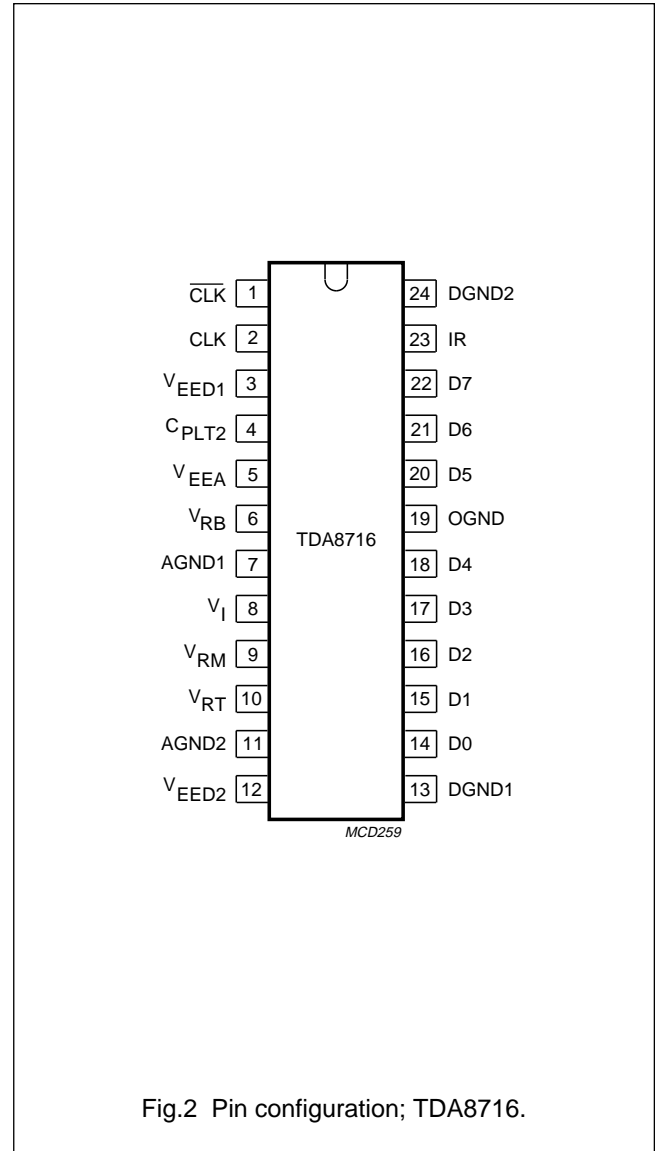 C̅L̅K̅ 1 24 DGND2
CLK 2 23 IR
VEED1 3 22 D7
CPLT2 4 21 D6
VEEA 5 20 D5
VRB 6 19 OGND
TDA8716
AGND1 7 18 D4
VI 8 17 D3
VRM 9 16 D2
VRT 10 15 D1
AGND2 11 14 D0
VEED2 12 13 DGND1
MCD259
Fig.2 Pin configuration; TDA8716.